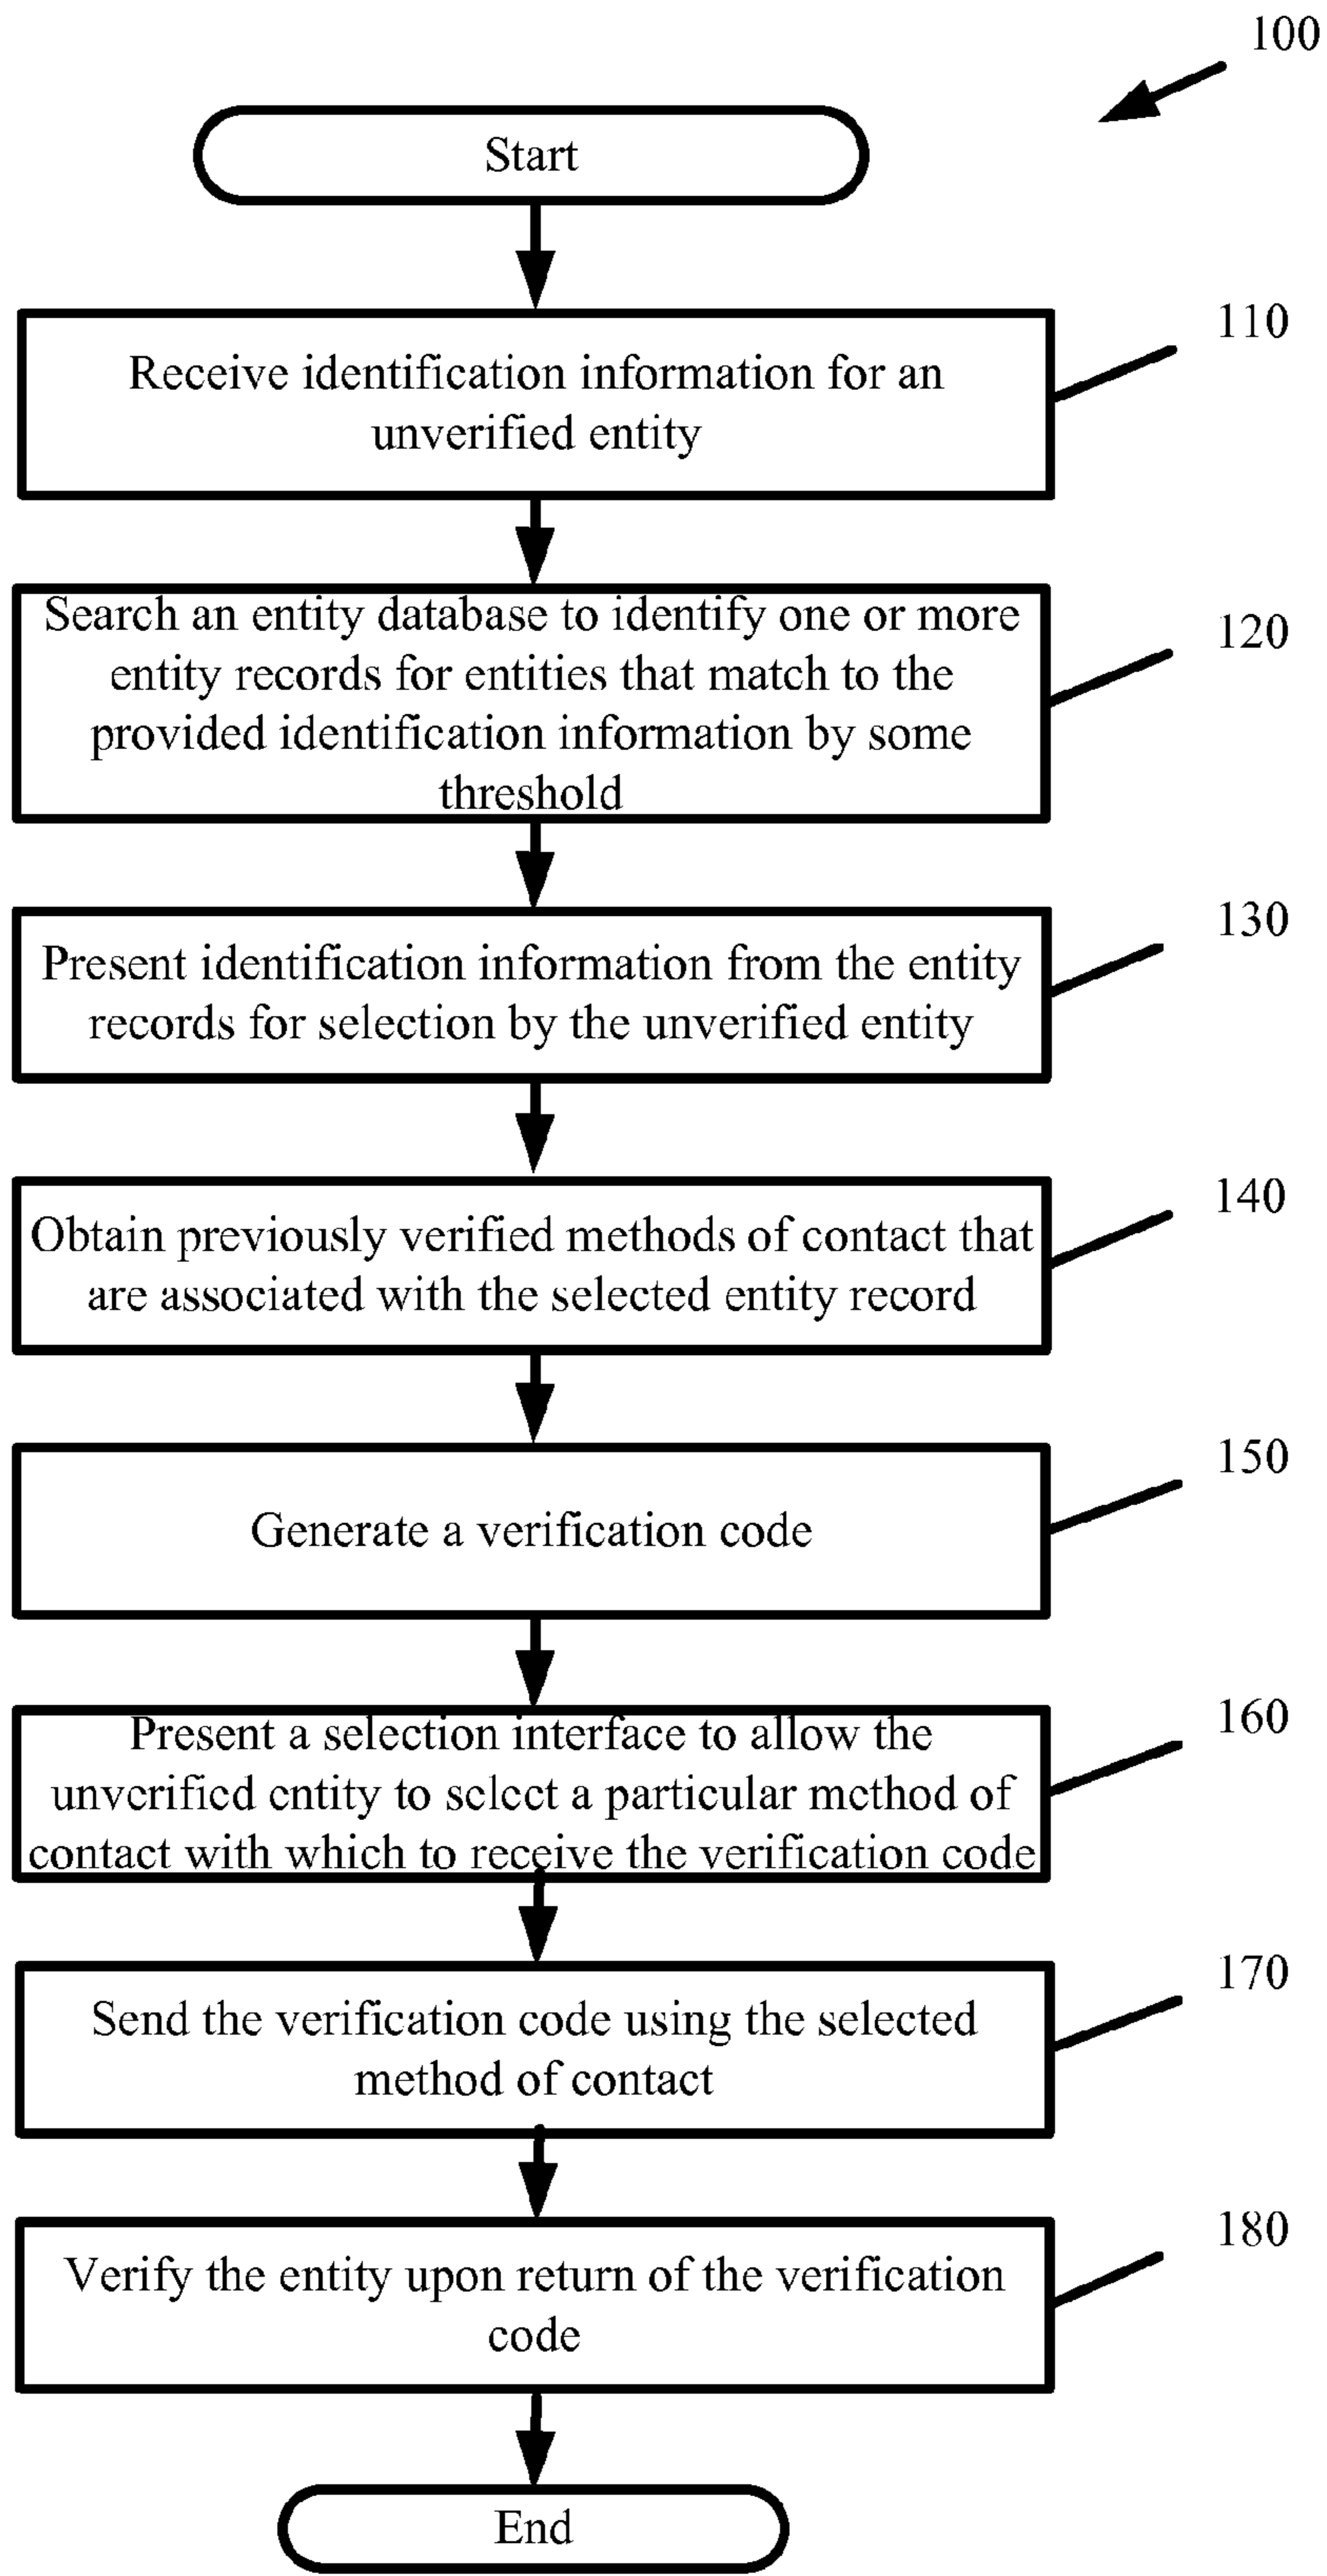 100
Start
110
Receive identification information for an
unverified entity
120
Search an entity database to identify one or more
entity records for entities that match to the
provided identification information by some
threshold
130
Present identification information from the entity
records for selection by the unverified entity
140
Obtain previously verified methods of contact that
are associated with the selected entity record
150
Generate a verification code
160
Present a selection interface to allow the
unverified entity to select a particular method of
contact with which to receive the verification code
170
Send the verification code using the selected
method of contact
180
Verify the entity upon return of the verification
code
End